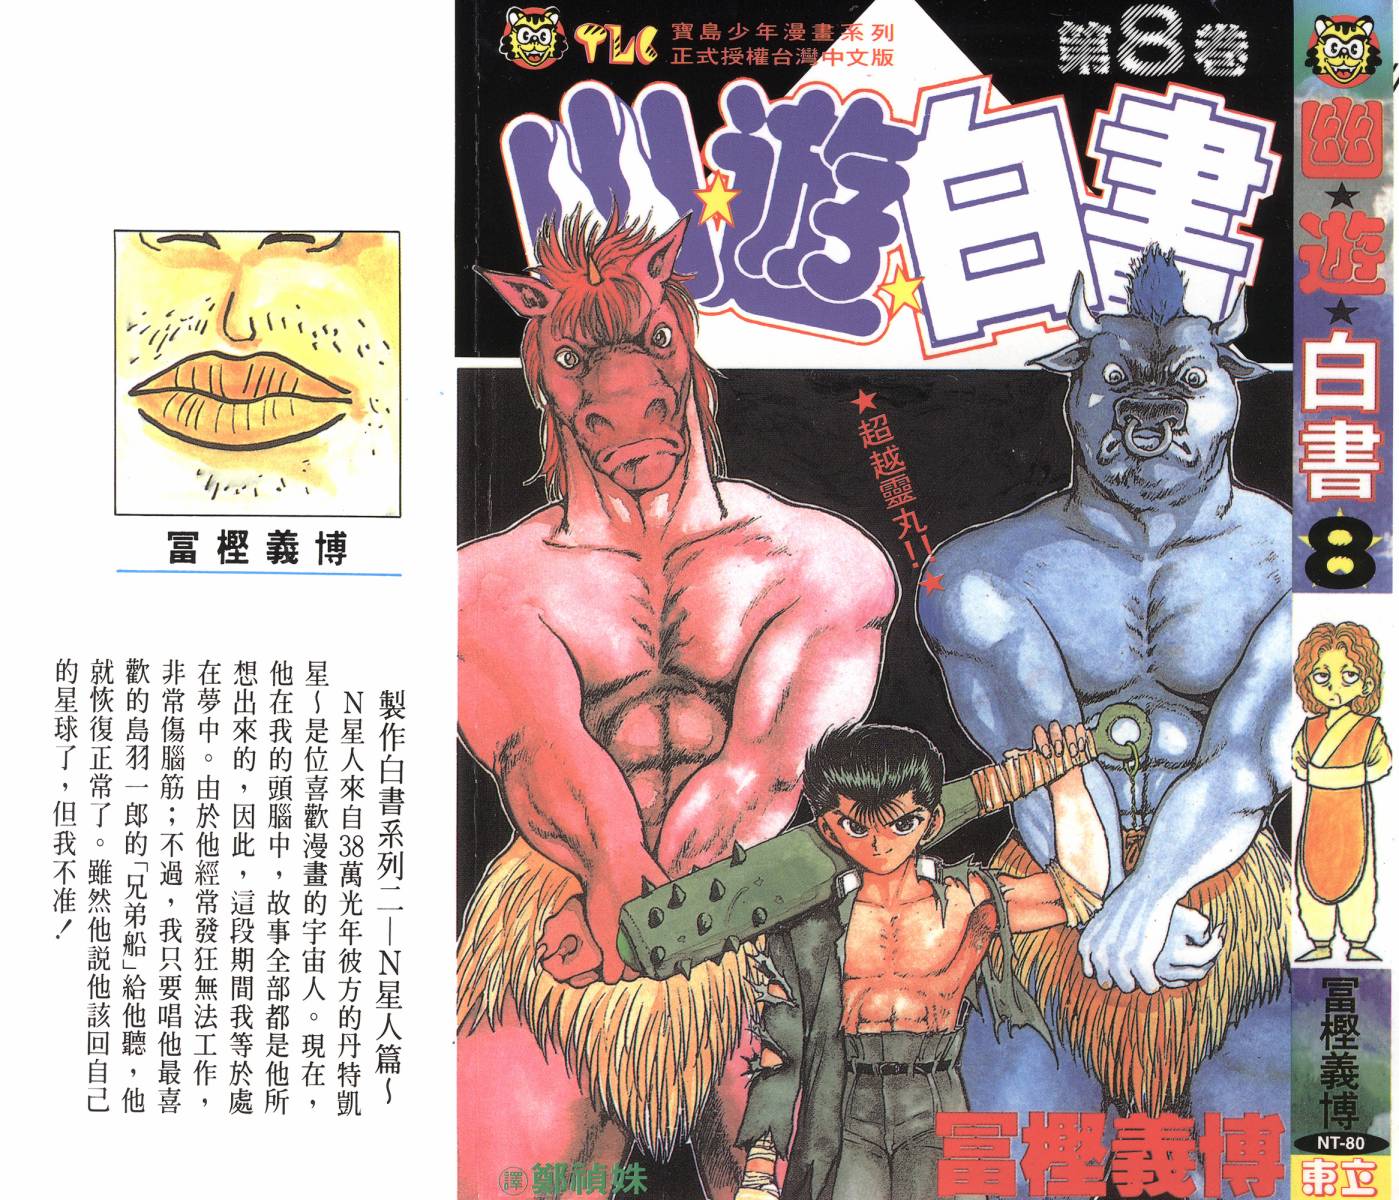 TLC
寶島少年漫畫系列
正式授權台灣中文版
第8卷
幽★遊★白書
★超越靈丸!!★
冨樫義博
譯 鄭禎姝
幽★遊★白書
8
冨樫義博
NT-80
東立
冨樫義博
製作白書系列二—N星人篇～
N星人來自38萬光年彼方的丹特凱
星～是位喜歡漫畫的宇宙人。現在，
他在我的頭腦中，故事全部都是他所
想出來的，因此，這段期間我等於處
在夢中。由於他經常發狂無法工作，
非常傷腦筋；不過，我只要唱他最喜
歡的鳥羽一郎的「兄弟船」給他聽，他
就恢復正常了。雖然他説他該回自己
的星球了，但我不准！